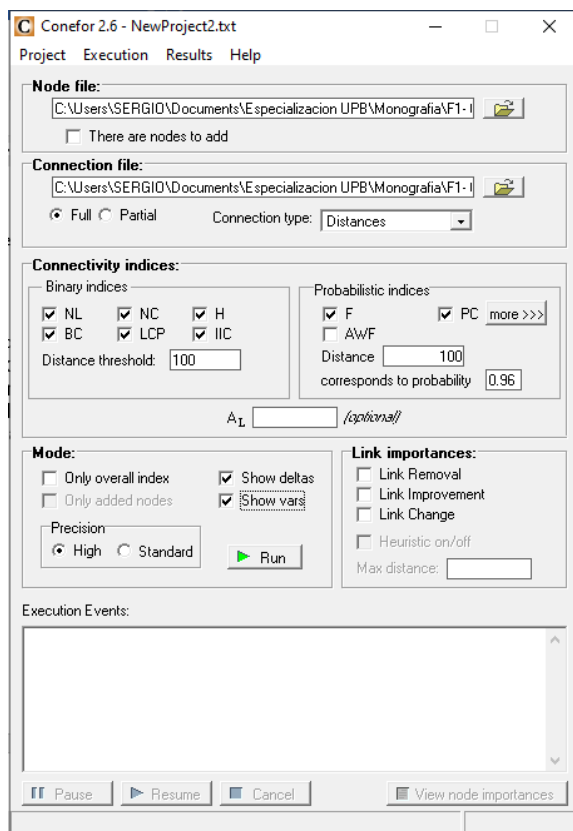 Conefor 2.6 - NewProject2.txt
Project Execution Results Help
Node file:
C:\Users\SERGIO\Documents\Especializacion UPB\Monografia\F1-
There are nodes to add
Connection file:
C:\Users\SERGIO\Documents\Especializacion UPB\Monografia\F1-
Full Partial Connection type: Distances
Connectivity indices:
Binary indices
NL NC H
BC LCP IIC
Distance threshold: 100
Probabilistic indices
F PC more >>>
AWF
Distance 100
corresponds to probability 0.96
AL (optional)
Mode:
Only overall index Show deltas
Only added nodes Show vars
Precision
High Standard
Run
Link importances:
Link Removal
Link Improvement
Link Change
Heuristic on/off
Max distance:
Execution Events:
Pause Resume Cancel View node importances